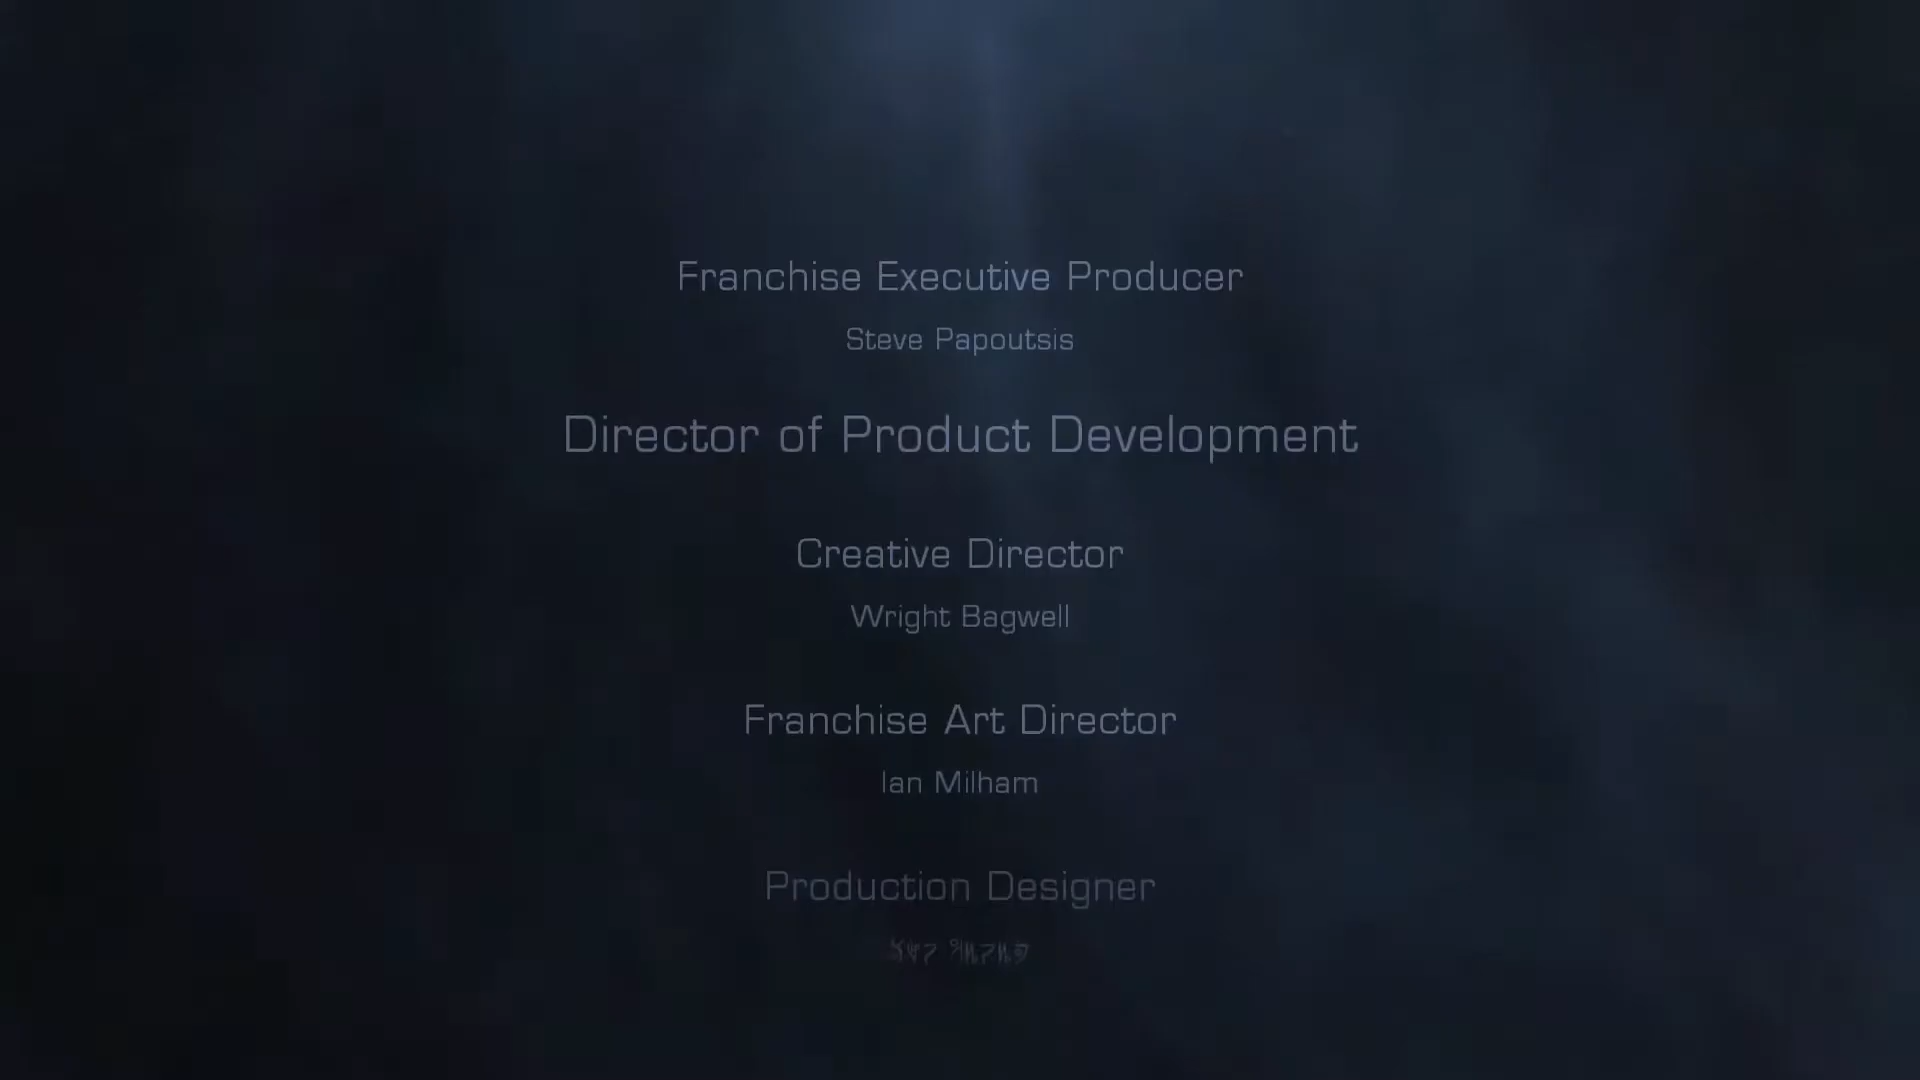 Franchise Executive Producer
Steve Papoutsis
Director of Product Development
Creative Director
Wright Bagwell
Franchise Art Director
Ian Milham
Production Designer